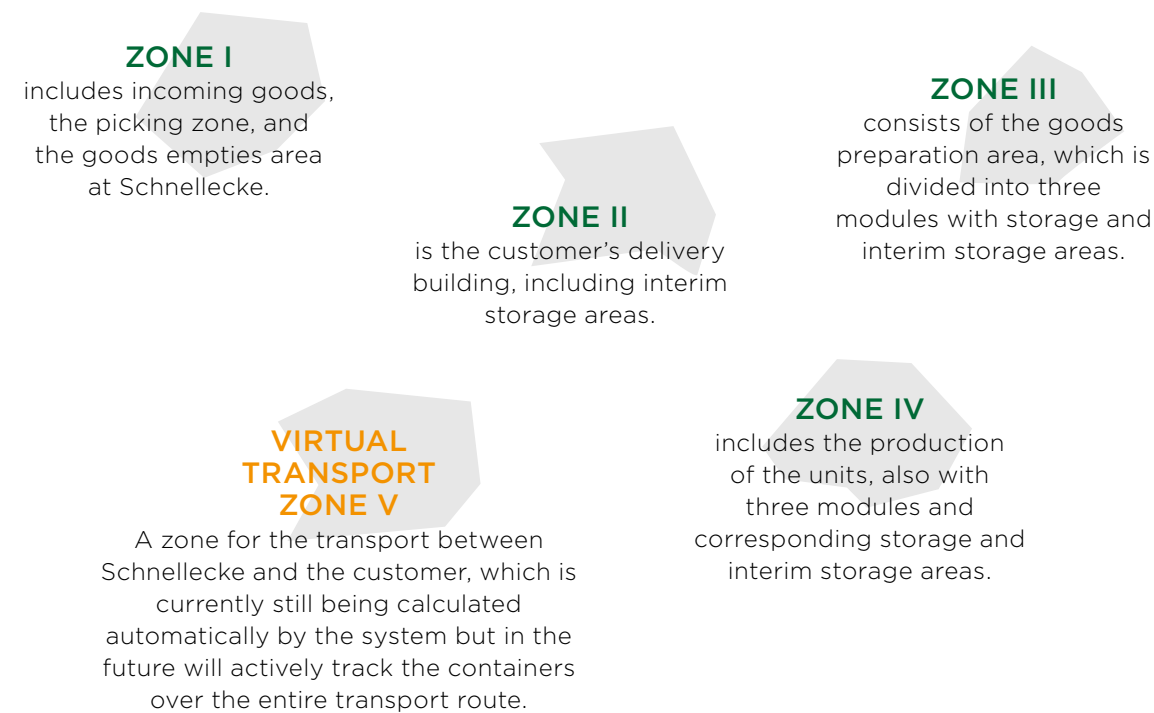 ZONE I
includes incoming goods,
the picking zone, and
the goods empties area
at Schnellecke.
ZONE II
is the customer’s delivery
building, including interim
storage areas.
ZONE III
consists of the goods
preparation area, which is
divided into three
modules with storage and
interim storage areas.
ZONE IV
includes the production
of the units, also with
three modules and
corresponding storage and
interim storage areas.
VIRTUAL
TRANSPORT
ZONE V
A zone for the transport between
Schnellecke and the customer, which is
currently still being calculated
automatically by the system but in the
future will actively track the containers
over the entire transport route.